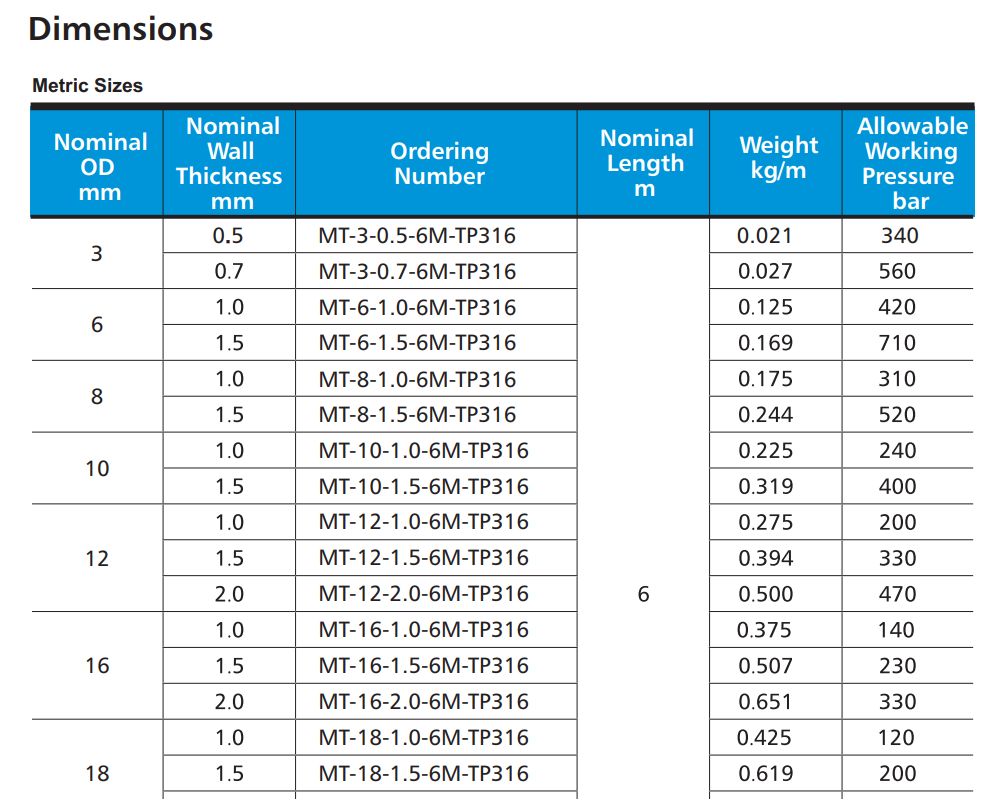 Dimensions
Metric Sizes
Nominal OD mm | Nominal Wall Thickness mm | Ordering Number | Nominal Length m | Weight kg/m | Allowable Working Pressure bar
3 | 0.5 | MT-3-0.5-6M-TP316 | 6 | 0.021 | 340
0.7 | MT-3-0.7-6M-TP316 | 0.027 | 560
6 | 1.0 | MT-6-1.0-6M-TP316 | 0.125 | 420
1.5 | MT-6-1.5-6M-TP316 | 0.169 | 710
8 | 1.0 | MT-8-1.0-6M-TP316 | 0.175 | 310
1.5 | MT-8-1.5-6M-TP316 | 0.244 | 520
10 | 1.0 | MT-10-1.0-6M-TP316 | 0.225 | 240
1.5 | MT-10-1.5-6M-TP316 | 0.319 | 400
12 | 1.0 | MT-12-1.0-6M-TP316 | 0.275 | 200
1.5 | MT-12-1.5-6M-TP316 | 0.394 | 330
2.0 | MT-12-2.0-6M-TP316 | 0.500 | 470
16 | 1.0 | MT-16-1.0-6M-TP316 | 0.375 | 140
1.5 | MT-16-1.5-6M-TP316 | 0.507 | 230
2.0 | MT-16-2.0-6M-TP316 | 0.651 | 330
18 | 1.0 | MT-18-1.0-6M-TP316 | 0.425 | 120
1.5 | MT-18-1.5-6M-TP316 | 0.619 | 200